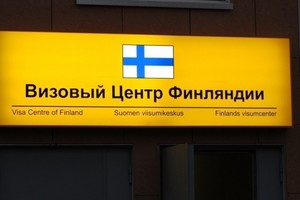 Визовый Центр Финляндии
Visa Centre of Finland Suomen viisumikeskus Finlands visumcenter